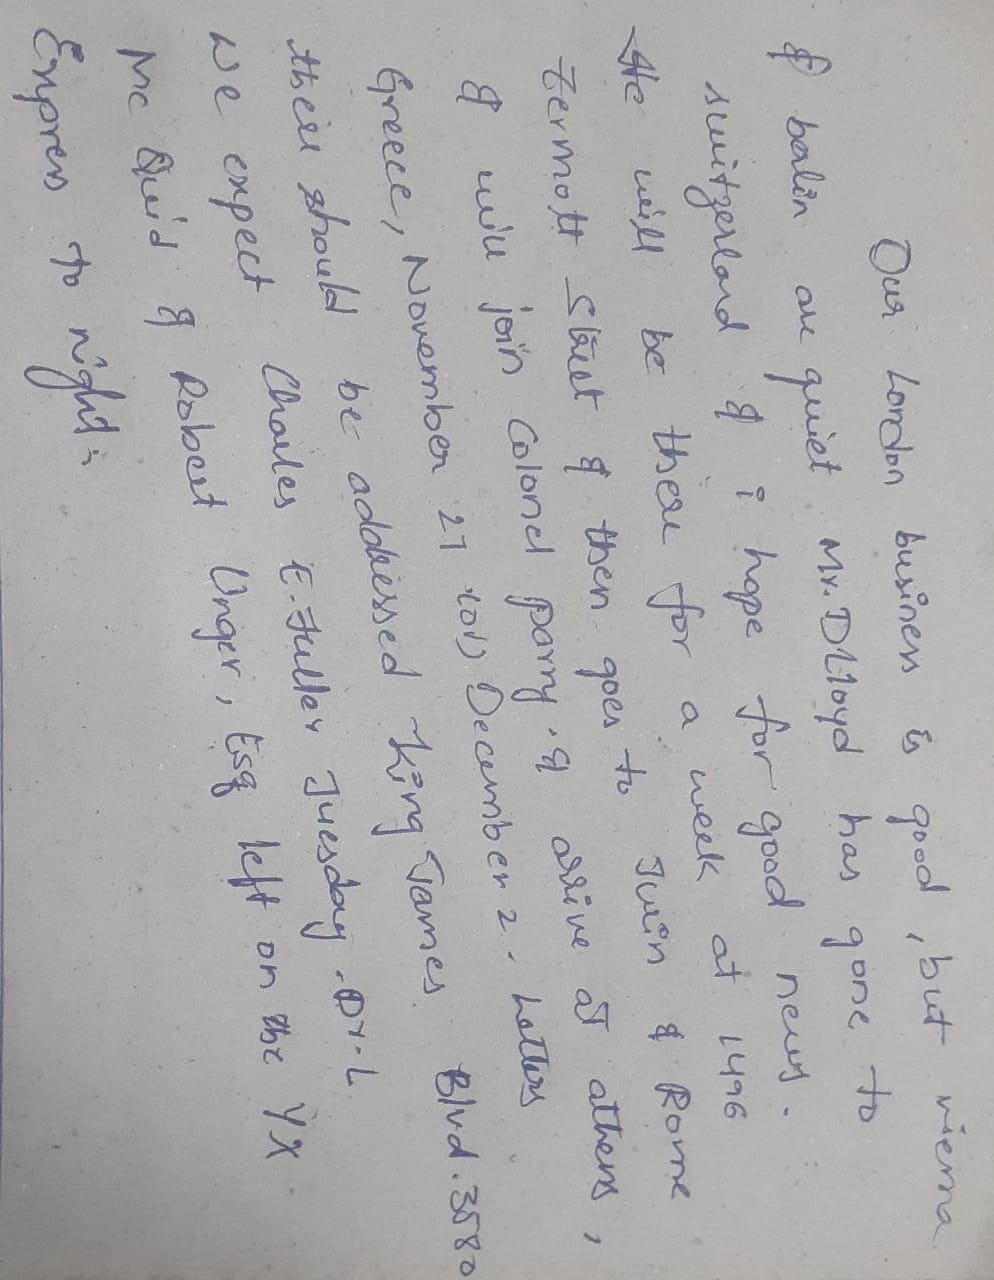 Our London business is good, but vienna
& berlin are quiet Mr. D Lloyd has gone to
switzerland & i hope for good news.
He will be there for a week at 1496
Zermott Street & then goes to Turin & Rome
& will join Colonel parry. & arrive at athens,
Greece, November 27 (or) December 2. Letters
there should be addressed King James Blvd. 3580
We expect Charles E. Fuller Tuesday. Dr. L
Mc Quid & Robert Unger, Esq left on the YX
Express to night.